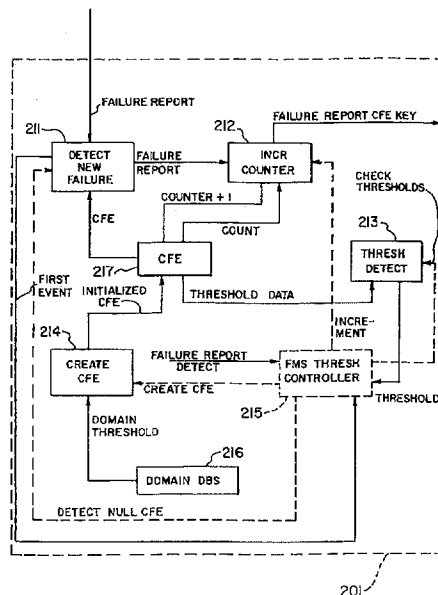 FAILURE REPORT
211
212
FAILURE REPORT CFE KEY
DETECT
NEW
FAILURE
FAILURE
REPORT
INCR
COUNTER
CHECK
THRESHOLDS
COUNTER + 1
213
CFE
COUNT
THRESH
DETECT
217
CFE
FIRST
EVENT
INITIALIZED
CFE
THRESHOLD DATA
INCRE-
MENT
214
CREATE
CFE
FAILURE REPORT
DETECT
FMS THRESH
CONTROLLER
CREATE CFE
215
THRESHOLD
DOMAIN
THRESHOLD
216
DOMAIN DBS
DETECT NULL CFE
201